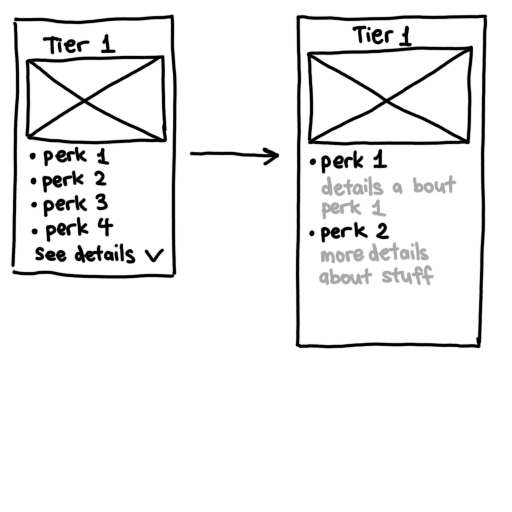 Tier 1
• perk 1
• perk 2
• perk 3
• perk 4
see details
Tier 1
• perk 1
details a bout
perk 1
• perk 2
more details
about stuff